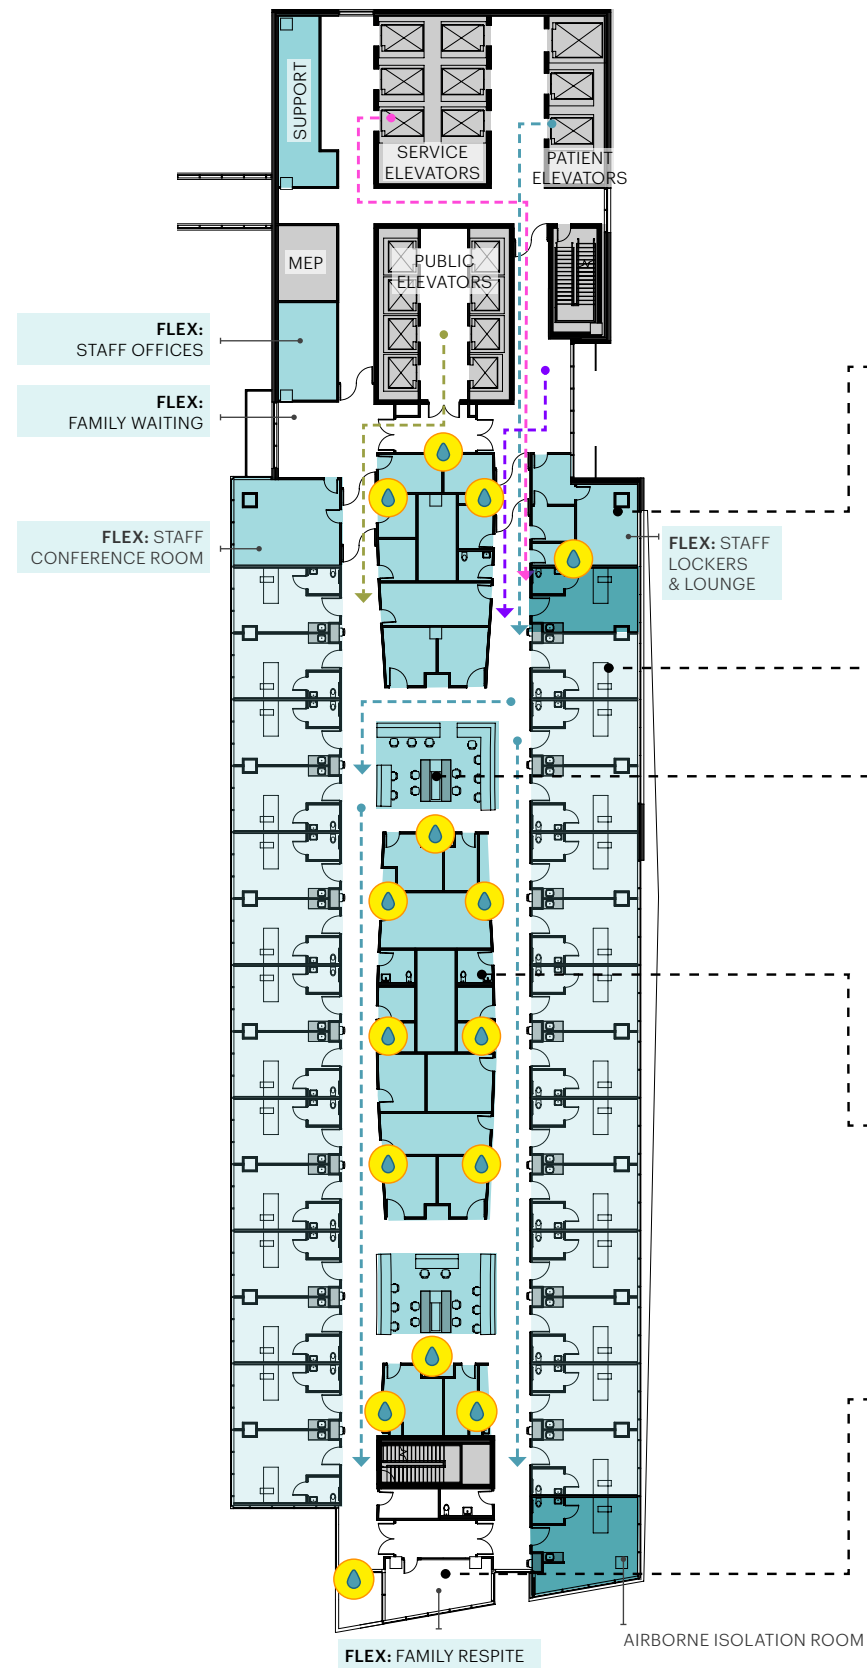 SUPPORT
SERVICE
ELEVATORS
PATIENT
ELEVATORS
MEP
PUBLIC
ELEVATORS
FLEX:
STAFF OFFICES
FLEX:
FAMILY WAITING
FLEX: STAFF
CONFERENCE ROOM
FLEX: STAFF
LOCKERS
& LOUNGE
AIRBORNE ISOLATION ROOM
FLEX: FAMILY RESPITE